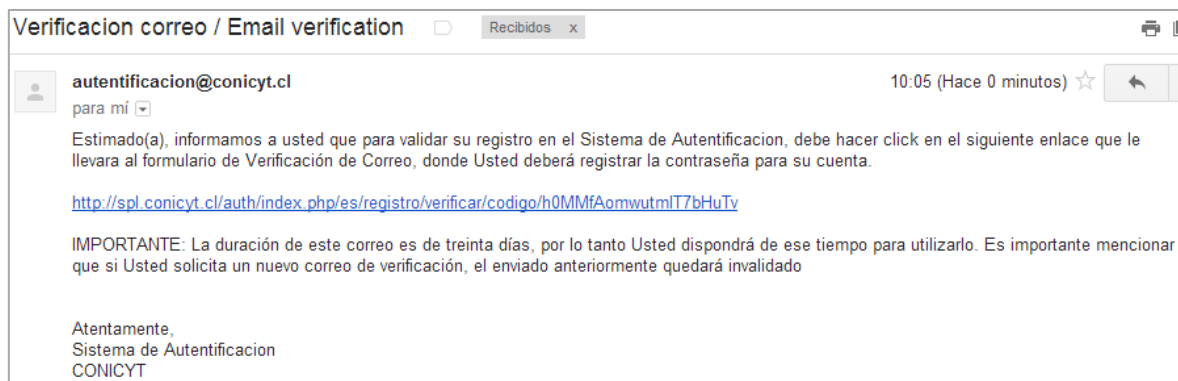 Verificacion correo / Email verification
Recibidos x
autentificacion@conicyt.cl
10:05 (Hace 0 minutos)
para mí
Estimado(a), informamos a usted que para validar su registro en el Sistema de Autentificacion, debe hacer click en el siguiente enlace que le
llevara al formulario de Verificación de Correo, donde Usted deberá registrar la contraseña para su cuenta.
http://spl.conicyt.cl/auth/index.php/es/registro/verificar/codigo/h0MMfAomwutmIT7bHuTv
IMPORTANTE: La duración de este correo es de treinta días, por lo tanto Usted dispondrá de ese tiempo para utilizarlo. Es importante mencionar
que si Usted solicita un nuevo correo de verificación, el enviado anteriormente quedará invalidado
Atentamente,
Sistema de Autentificacion
CONICYT